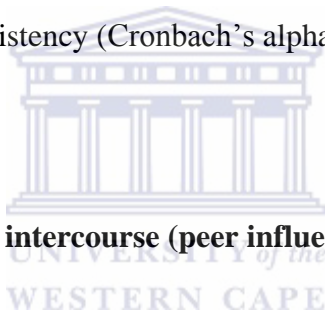 istency (Cronbach’s alpha
intercourse (peer influe
UNIVERSITY of the
WESTERN CAPE